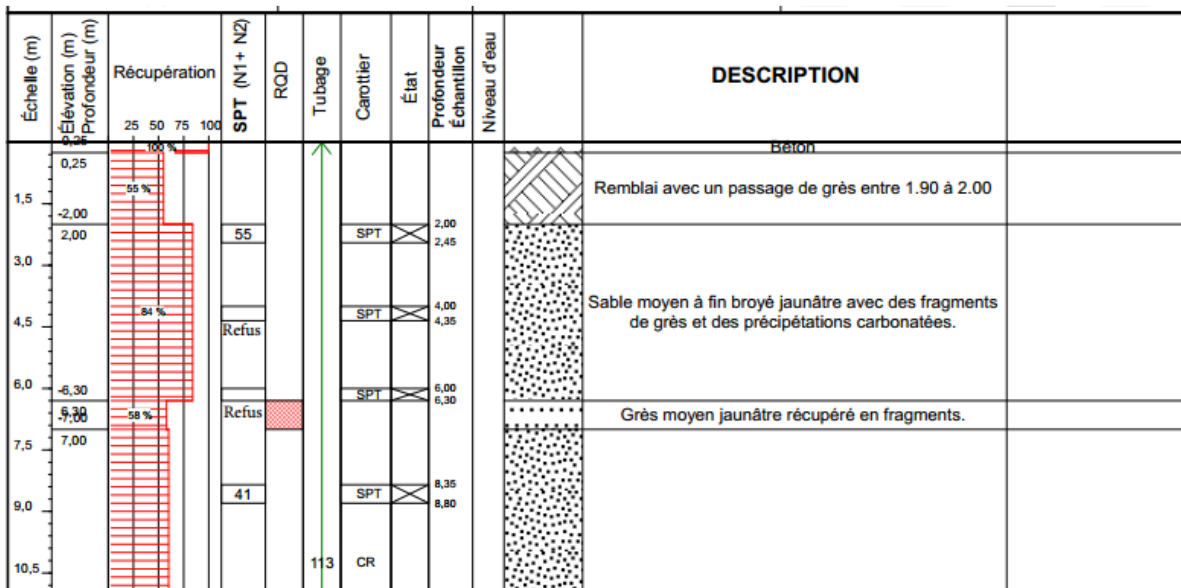 Échelle (m)
Élévation (m)
Profondeur (m)
Récupération
25 50 75 100
SPT (N1+ N2)
RQD
Tubage
Carottier
État
Profondeur
Échantillon
Niveau d'eau
DESCRIPTION
-0,25
100 %
Béton
0,25
55 %
Remblai avec un passage de grès entre 1.90 à 2.00
1,5
-2,00
2,00
2,00
55
SPT
2,45
3,0
84 %
4,00
SPT
Sable moyen à fin broyé jaunâtre avec des fragments
de grès et des précipétations carbonatées.
4,35
4,5
Refus
6,0
-6,30
6,00
SPT
6,30
6,30
-7,00
58 %
Refus
Grès moyen jaunâtre récupéré en fragments.
7,00
7,5
8,35
41
SPT
8,80
9,0
113
CR
10,5